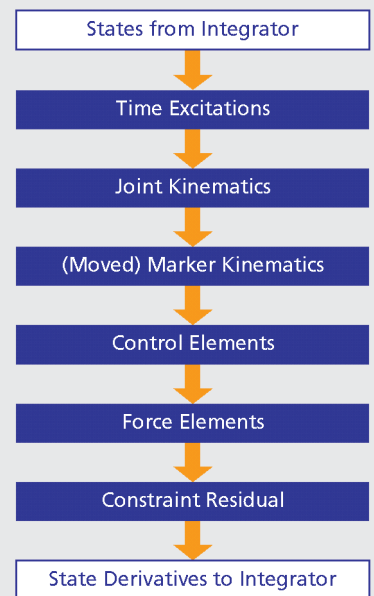 States from Integrator
Time Excitations
Joint Kinematics
(Moved) Marker Kinematics
Control Elements
Force Elements
Constraint Residual
State Derivatives to Integrator